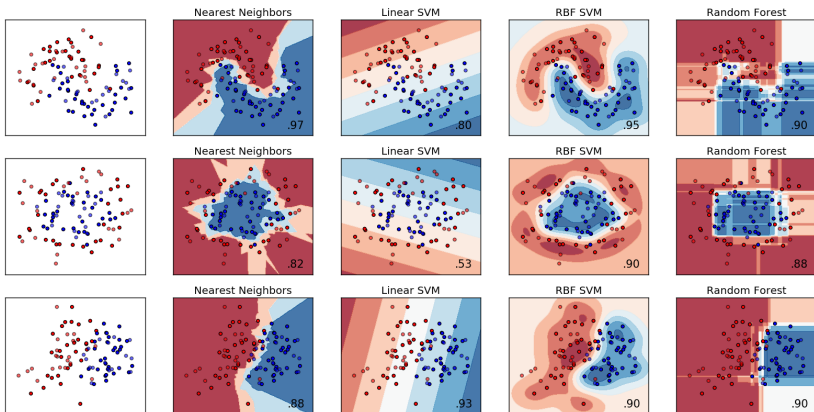 Nearest Neighbors
Linear SVM
RBF SVM
Random Forest
.97
.80
.95
.90
Nearest Neighbors
Linear SVM
RBF SVM
Random Forest
.82
.53
.90
.88
Nearest Neighbors
Linear SVM
RBF SVM
Random Forest
.88
.93
.90
.90